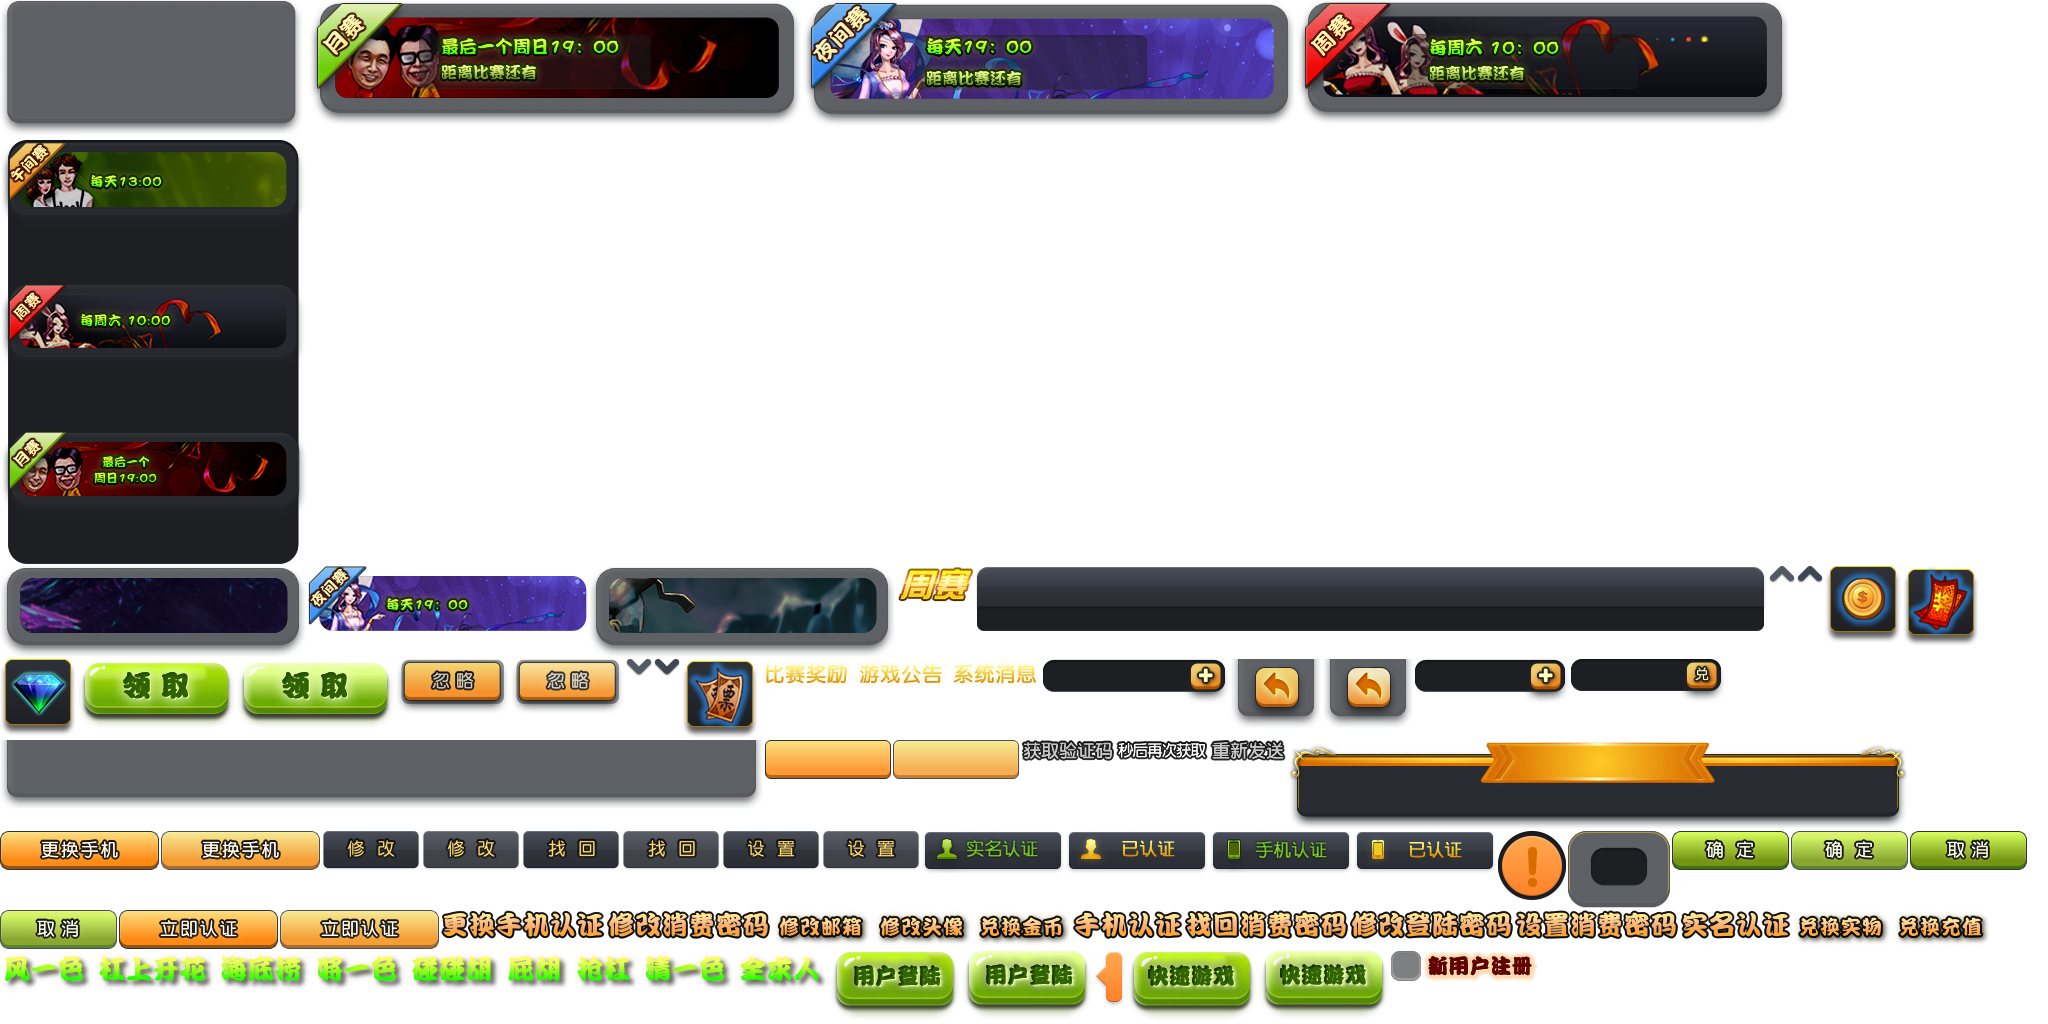 月赛
最后一个周日19：00
距离比赛还有
夜间赛
每天19：00
距离比赛还有
周赛
每周六 10：00
距离比赛还有
午间赛
每天13:00
周赛
每周六 10:00
月赛
最后一个
周日19:00
夜间赛
每天19：00
周赛
$
领取
领取
忽略
忽略
票
比赛奖励
游戏公告
系统消息
兑
获取验证码
秒后再次获取
重新发送
更换手机
更换手机
修改
修改
找回
找回
设置
设置
实名认证
已认证
手机认证
已认证
确定
确定
取消
取消
立即认证
立即认证
更换手机认证
修改消费密码
修改邮箱
修改头像
兑换金币
手机认证
找回消费密码
修改登陆密码
设置消费密码
实名认证
兑换实物
兑换充值
风一色
杠上开花
海底捞
将一色
碰碰胡
屁胡
抢杠
清一色
全求人
用户登陆
用户登陆
快速游戏
快速游戏
新用户注册